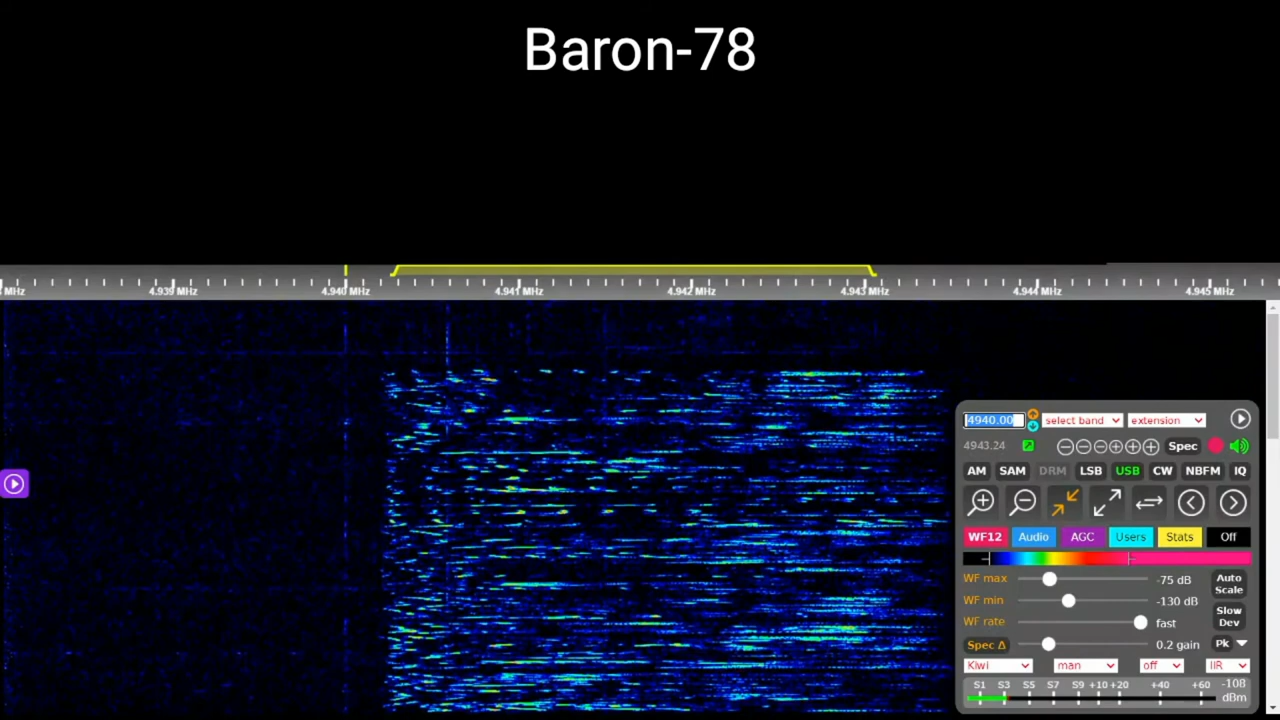 Baron-78
MHz 4.939 MHz 4.940 MHz 4.941 MHz 4.942 MHz 4.943 MHz 4.944 MHz 4.945 MHz
4940.00 select band extension
4943.24 Spec
AM SAM DRM LSB USB CW NBFM IQ
WF12 Audio AGC Users Stats Off
WF max -75 dB Auto Scale
WF min -130 dB
WF rate fast Slow Dev
Spec Δ 0.2 gain Pk
Kiwi man off IIR
S1 S3 S5 S7 S9 +10 +20 +40 +60 -108 dBm